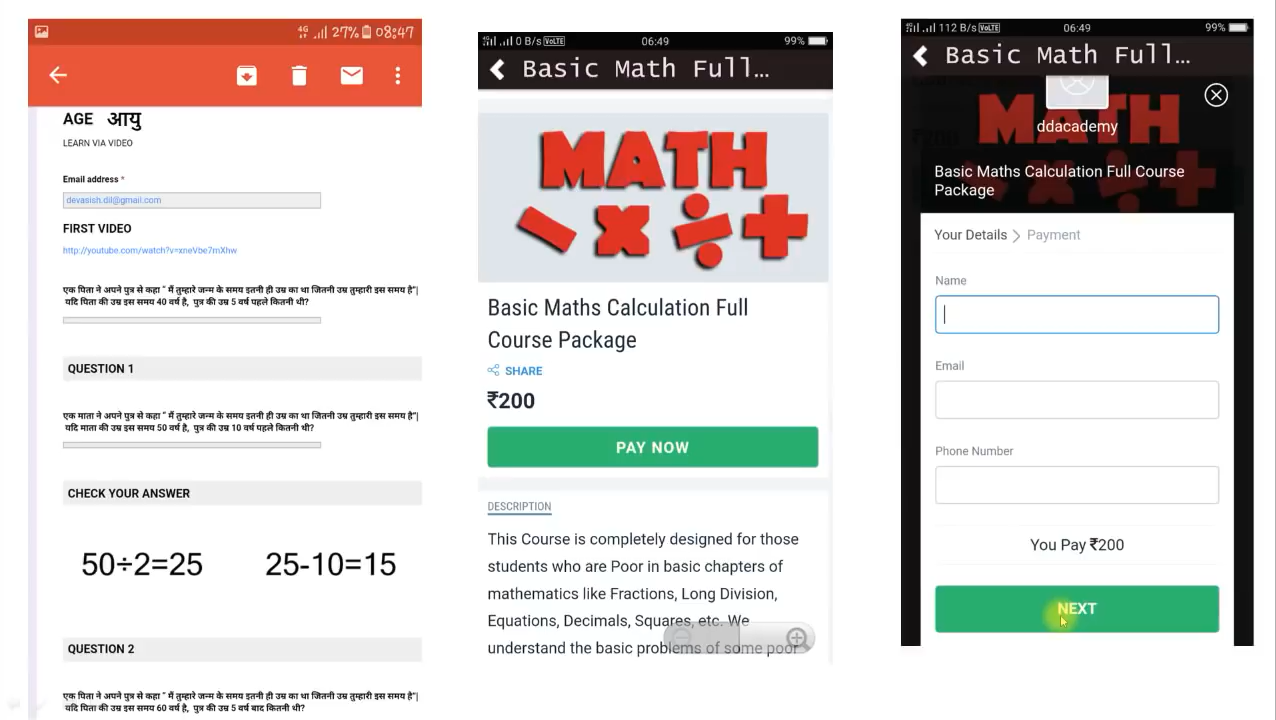 4G 27% 08:47
AGE आयु
LEARN VIA VIDEO
Email address *
devasish.dil@gmail.com
FIRST VIDEO
http://youtube.com/watch?v=xneVbe7mXhw
एक पिता ने अपने पुत्र से कहा " मैं तुम्हारे जन्म के समय इतनी ही उम्र का था जितनी उम्र तुम्हारी इस समय है"|
यदि पिता की उम्र इस समय 40 वर्ष है, पुत्र की उम्र 5 वर्ष पहले कितनी थी?
QUESTION 1
एक माता ने अपने पुत्र से कहा " मैं तुम्हारे जन्म के समय इतनी ही उम्र का था जितनी उम्र तुम्हारी इस समय है"|
यदि माता की उम्र इस समय 50 वर्ष है, पुत्र की उम्र 10 वर्ष पहले कितनी थी?
CHECK YOUR ANSWER
50÷2=25 25-10=15
QUESTION 2
एक पिता ने अपने पुत्र से कहा " मैं तुम्हारे जन्म के समय इतनी ही उम्र का था जितनी उम्र तुम्हारी इस समय है"|
यदि पिता की उम्र इस समय 60 वर्ष है, पुत्र की उम्र 5 वर्ष बाद कितनी थी?
0 B/s VoLTE 06:49 99%
Basic Math Full...
MATH
- × ÷ +
Basic Maths Calculation Full
Course Package
SHARE
₹200
PAY NOW
DESCRIPTION
This Course is completely designed for those
students who are Poor in basic chapters of
mathematics like Fractions, Long Division,
Equations, Decimals, Squares, etc. We
understand the basic problems of some poor
112 B/s VoLTE 06:49 99%
Basic Math Full...
MATH
ddacademy
Basic Maths Calculation Full Course
Package
Your Details > Payment
Name
Email
Phone Number
You Pay ₹200
NEXT